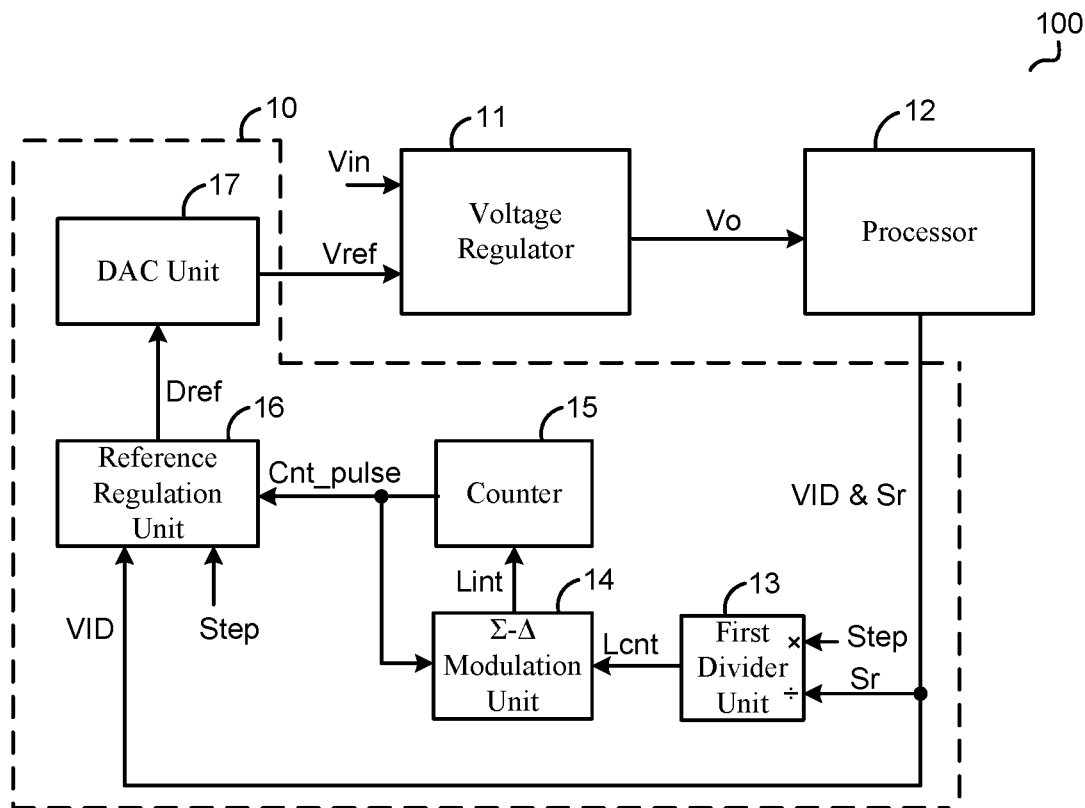 100
10
11
12
Vin
17
Voltage
Regulator
Vo
Processor
DAC Unit
Vref
Dref
16
15
Reference
Regulation
Unit
Cnt_pulse
Counter
VID & Sr
Lint
14
13
VID
Step
Σ-Δ
Modulation
Unit
Lcnt
First
Divider
Unit
×
÷
Step
Sr